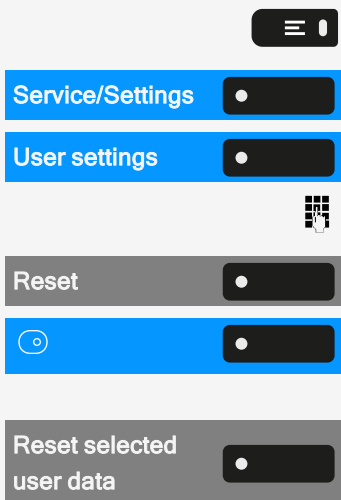 Service/Settings
User settings
Reset
Reset selected
user data